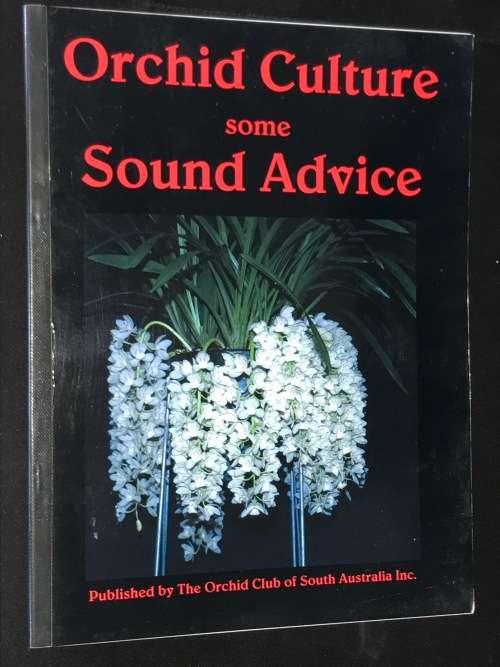 Orchid Culture
some
Sound Advice
Published by The Orchid Club of South Australia Inc.